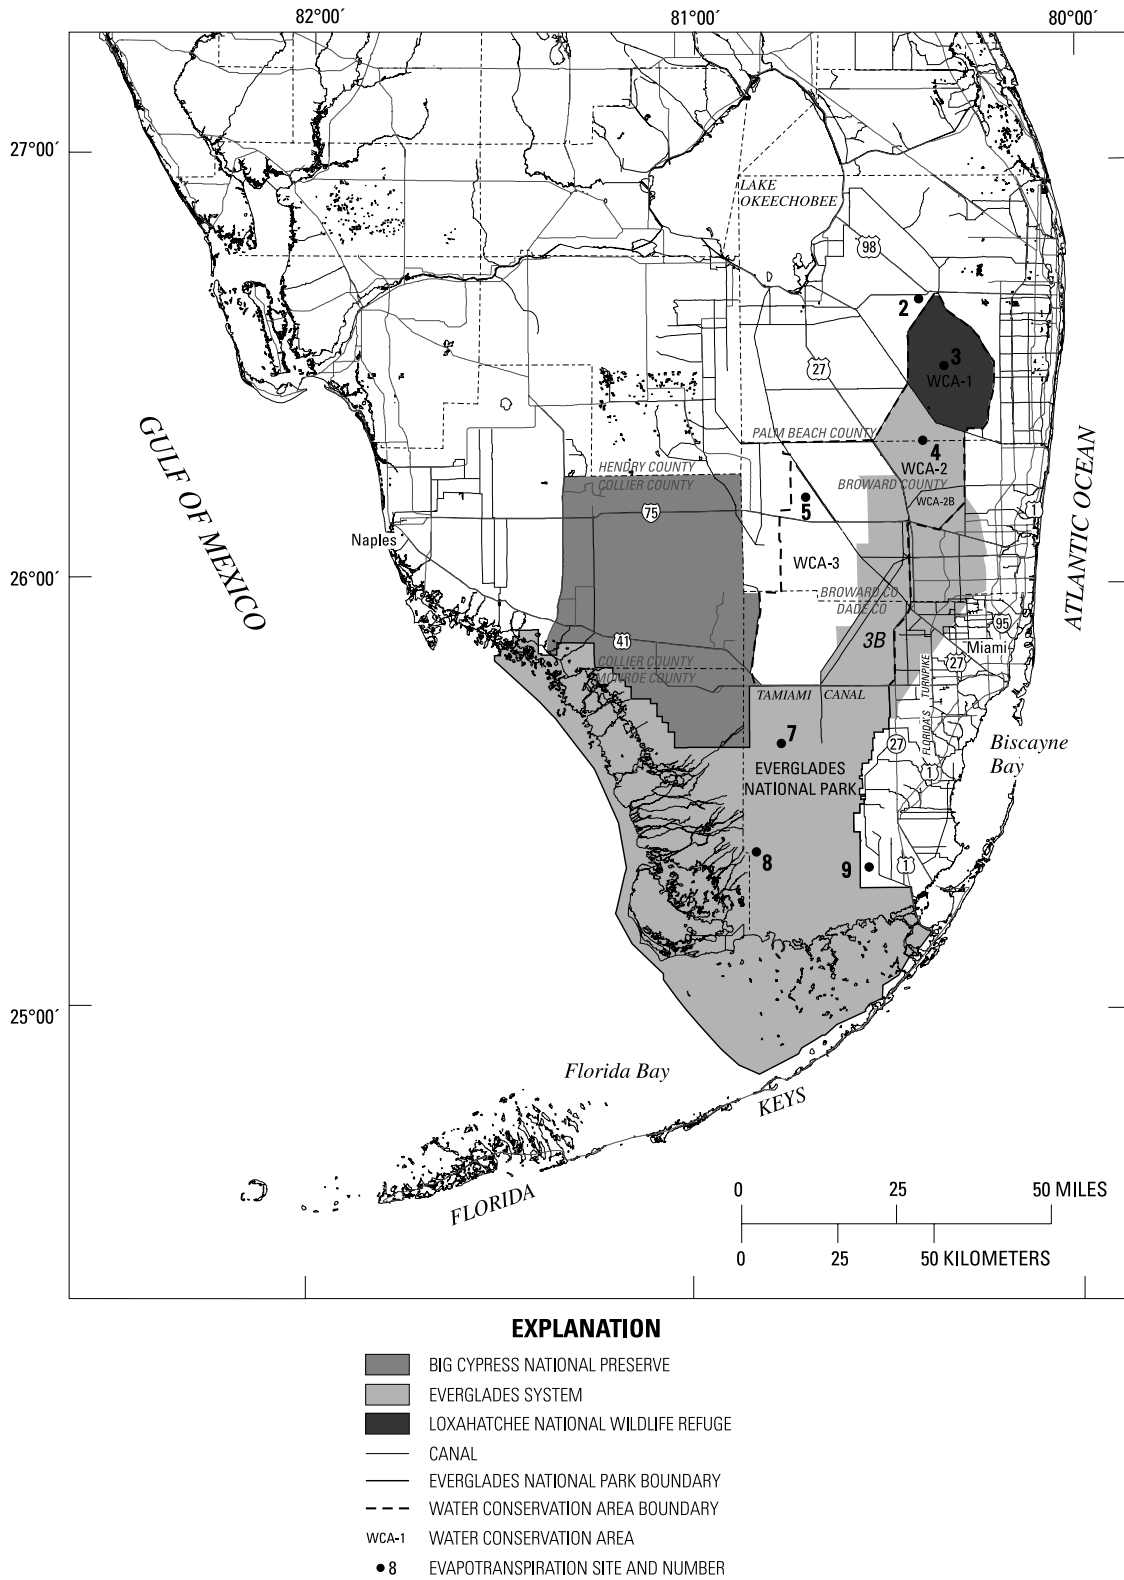 82°00´
81°00´
80°00´
27°00´
LAKE
OKEECHOBEE
98
2
3
27
WCA-1
PALM BEACH COUNTY
4
HENDRY COUNTY
COLLIER COUNTY
WCA-2
BROWARD COUNTY
WCA-2B
5
75
1
GULF OF MEXICO
ATLANTIC OCEAN
Naples
WCA-3
26°00´
BROWARD CO
DADE CO
95
41
3B
Miami
27
COLLIER COUNTY
MONROE COUNTY
TAMIAMI CANAL
FLORIDA'S TURNPIKE
7
27
Biscayne
Bay
EVERGLADES
NATIONAL PARK
1
8
9
1
25°00´
Florida Bay
KEYS
FLORIDA
0 25 50 MILES
0 25 50 KILOMETERS
EXPLANATION
BIG CYPRESS NATIONAL PRESERVE
EVERGLADES SYSTEM
LOXAHATCHEE NATIONAL WILDLIFE REFUGE
CANAL
EVERGLADES NATIONAL PARK BOUNDARY
WATER CONSERVATION AREA BOUNDARY
WCA-1 WATER CONSERVATION AREA
8 EVAPOTRANSPIRATION SITE AND NUMBER